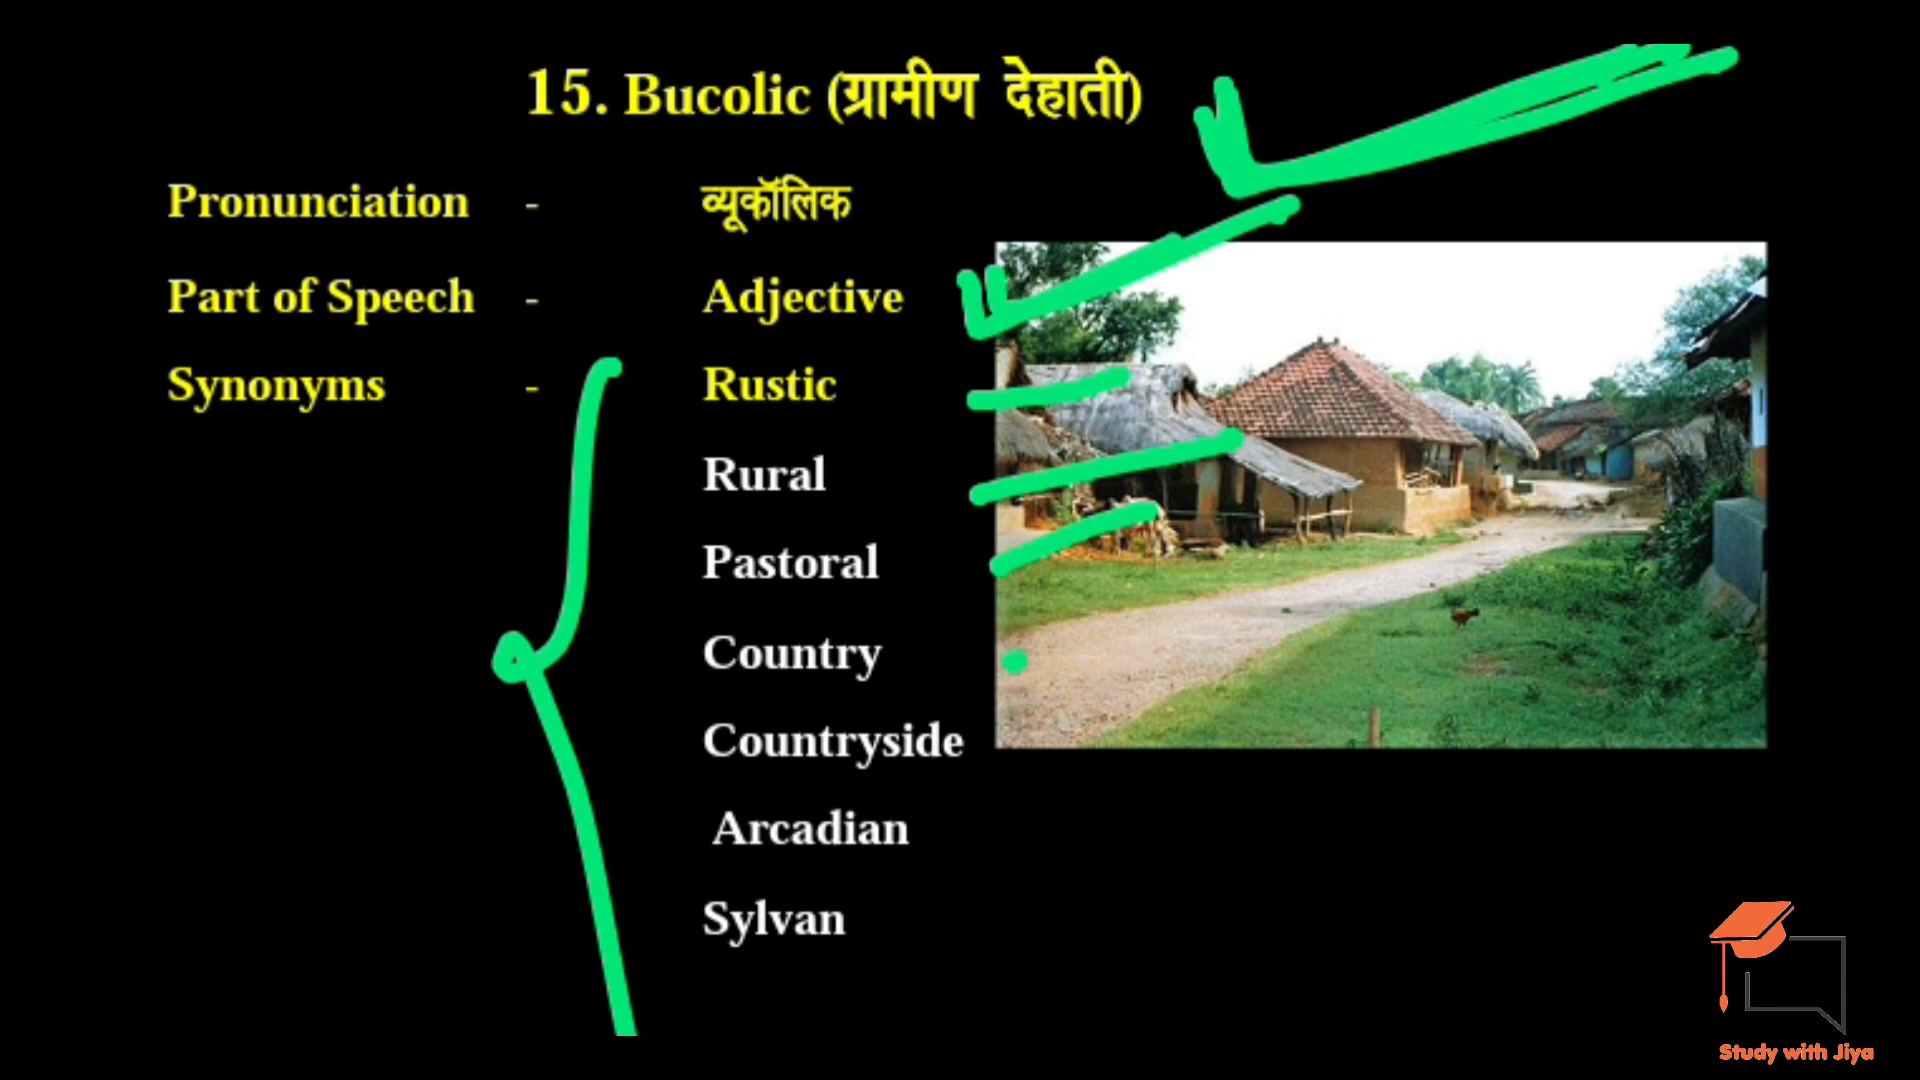 15. Bucolic (ग्रामीण देहाती)
Pronunciation - व्यूकॉलिक
Part of Speech - Adjective
Synonyms - Rustic
Rural
Pastoral
Country
Countryside
Arcadian
Sylvan
Study with Jiya